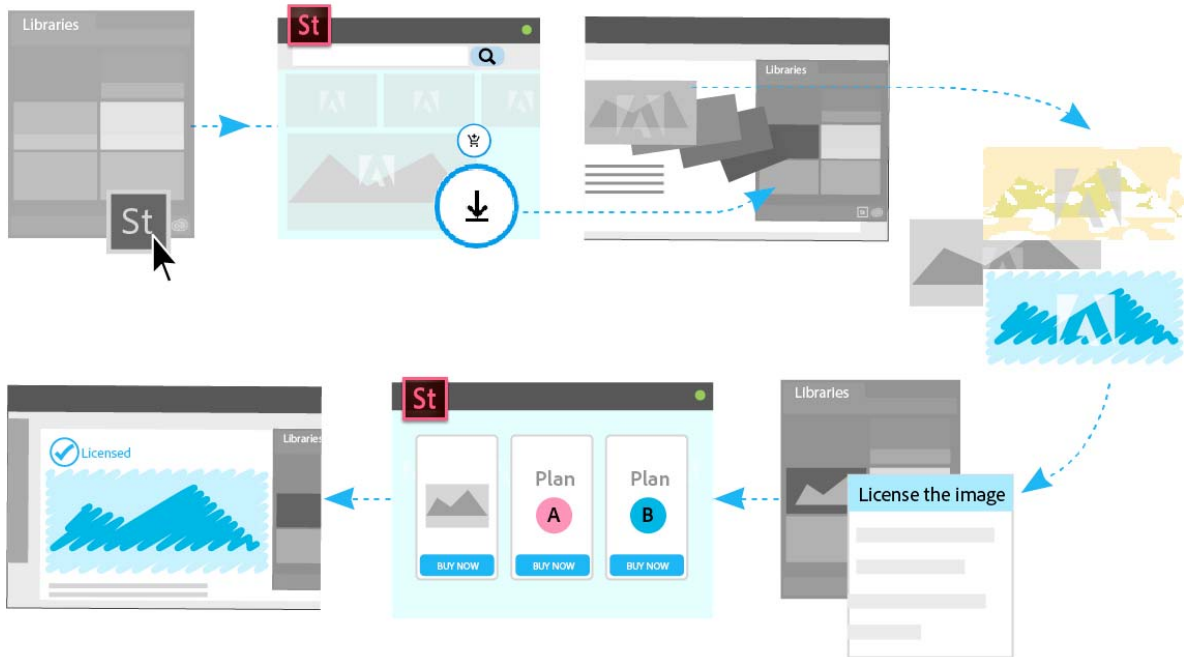 Libraries
St
St
Libraries
St
Plan
A
BUY NOW
Plan
B
BUY NOW
BUY NOW
Libraries
License the image
Licensed
Libraries